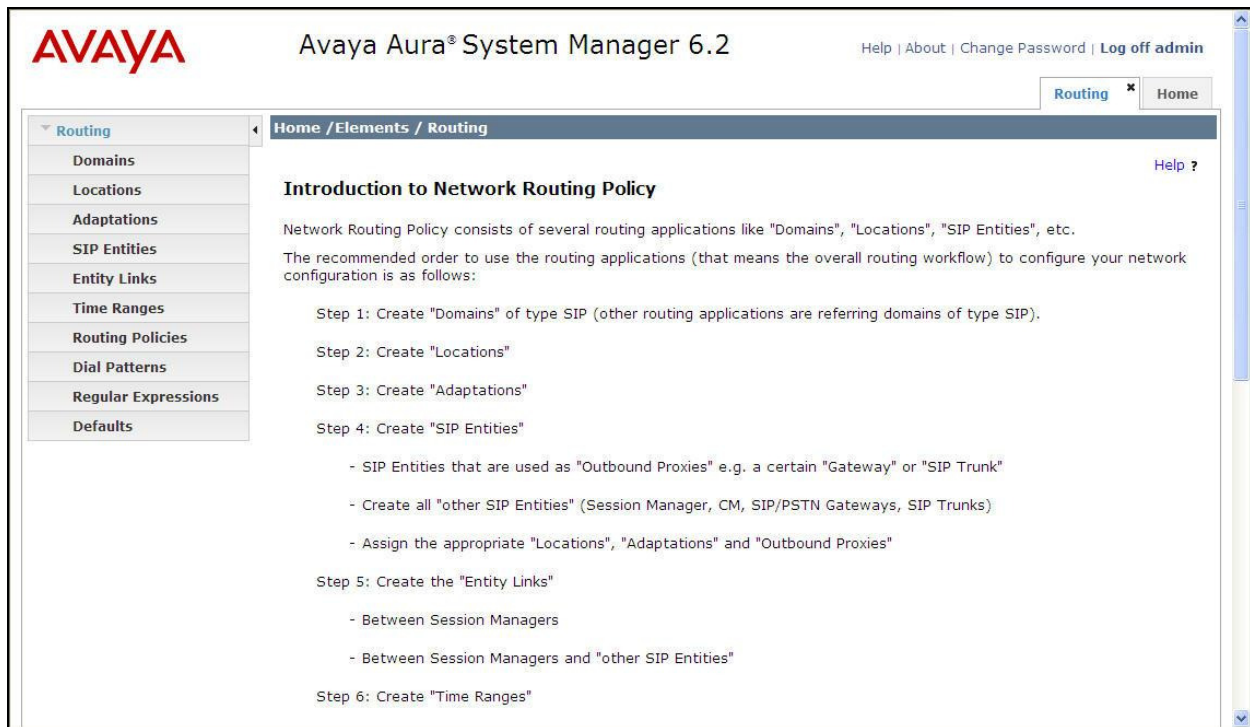 AVAYA
Avaya Aura® System Manager 6.2
Help | About | Change Password | Log off admin
Routing × Home
Routing
Domains
Locations
Adaptations
SIP Entities
Entity Links
Time Ranges
Routing Policies
Dial Patterns
Regular Expressions
Defaults
Home /Elements / Routing
Help ?
Introduction to Network Routing Policy
Network Routing Policy consists of several routing applications like "Domains", "Locations", "SIP Entities", etc.
The recommended order to use the routing applications (that means the overall routing workflow) to configure your network
configuration is as follows:
Step 1: Create "Domains" of type SIP (other routing applications are referring domains of type SIP).
Step 2: Create "Locations"
Step 3: Create "Adaptations"
Step 4: Create "SIP Entities"
- SIP Entities that are used as "Outbound Proxies" e.g. a certain "Gateway" or "SIP Trunk"
- Create all "other SIP Entities" (Session Manager, CM, SIP/PSTN Gateways, SIP Trunks)
- Assign the appropriate "Locations", "Adaptations" and "Outbound Proxies"
Step 5: Create the "Entity Links"
- Between Session Managers
- Between Session Managers and "other SIP Entities"
Step 6: Create "Time Ranges"